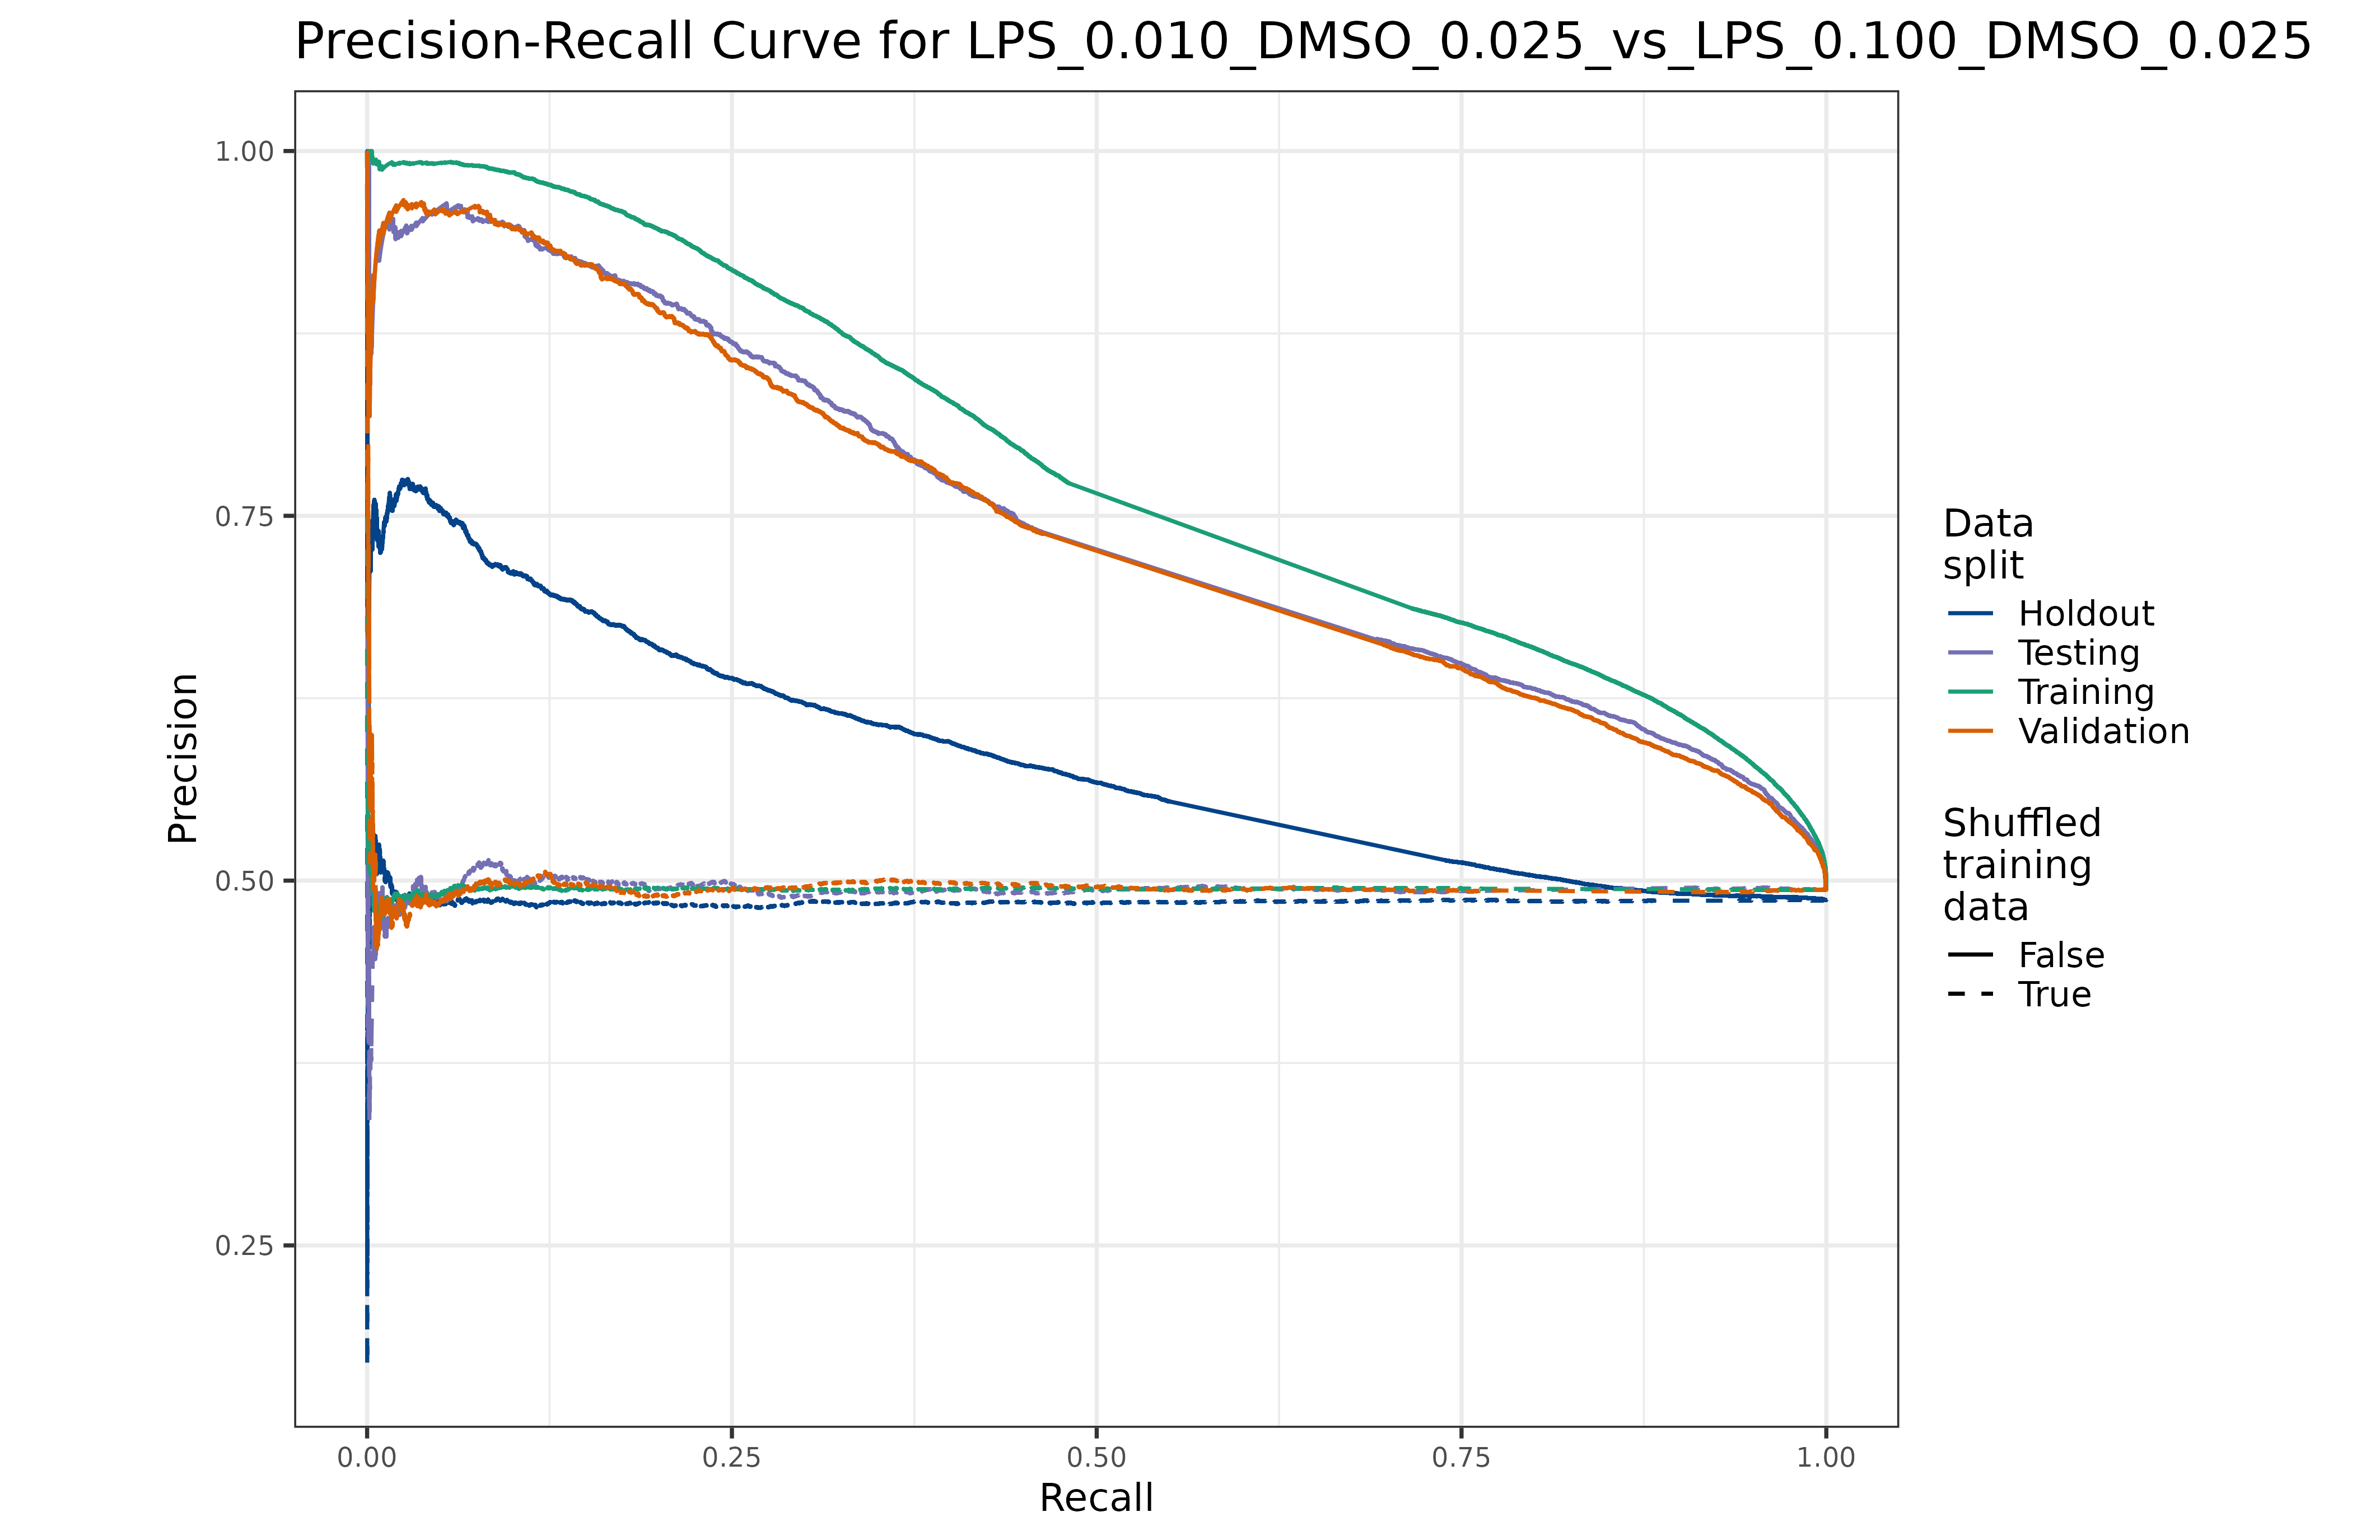 Precision-Recall Curve for LPS_0.010_DMSO_0.025_vs_LPS_0.100_DMSO_0.025
1.00
0.75
0.50
0.25
Precision
0.00
0.25
0.50
0.75
1.00
Recall
Data
split
Holdout
Testing
Training
Validation
Shuffled
training
data
False
True